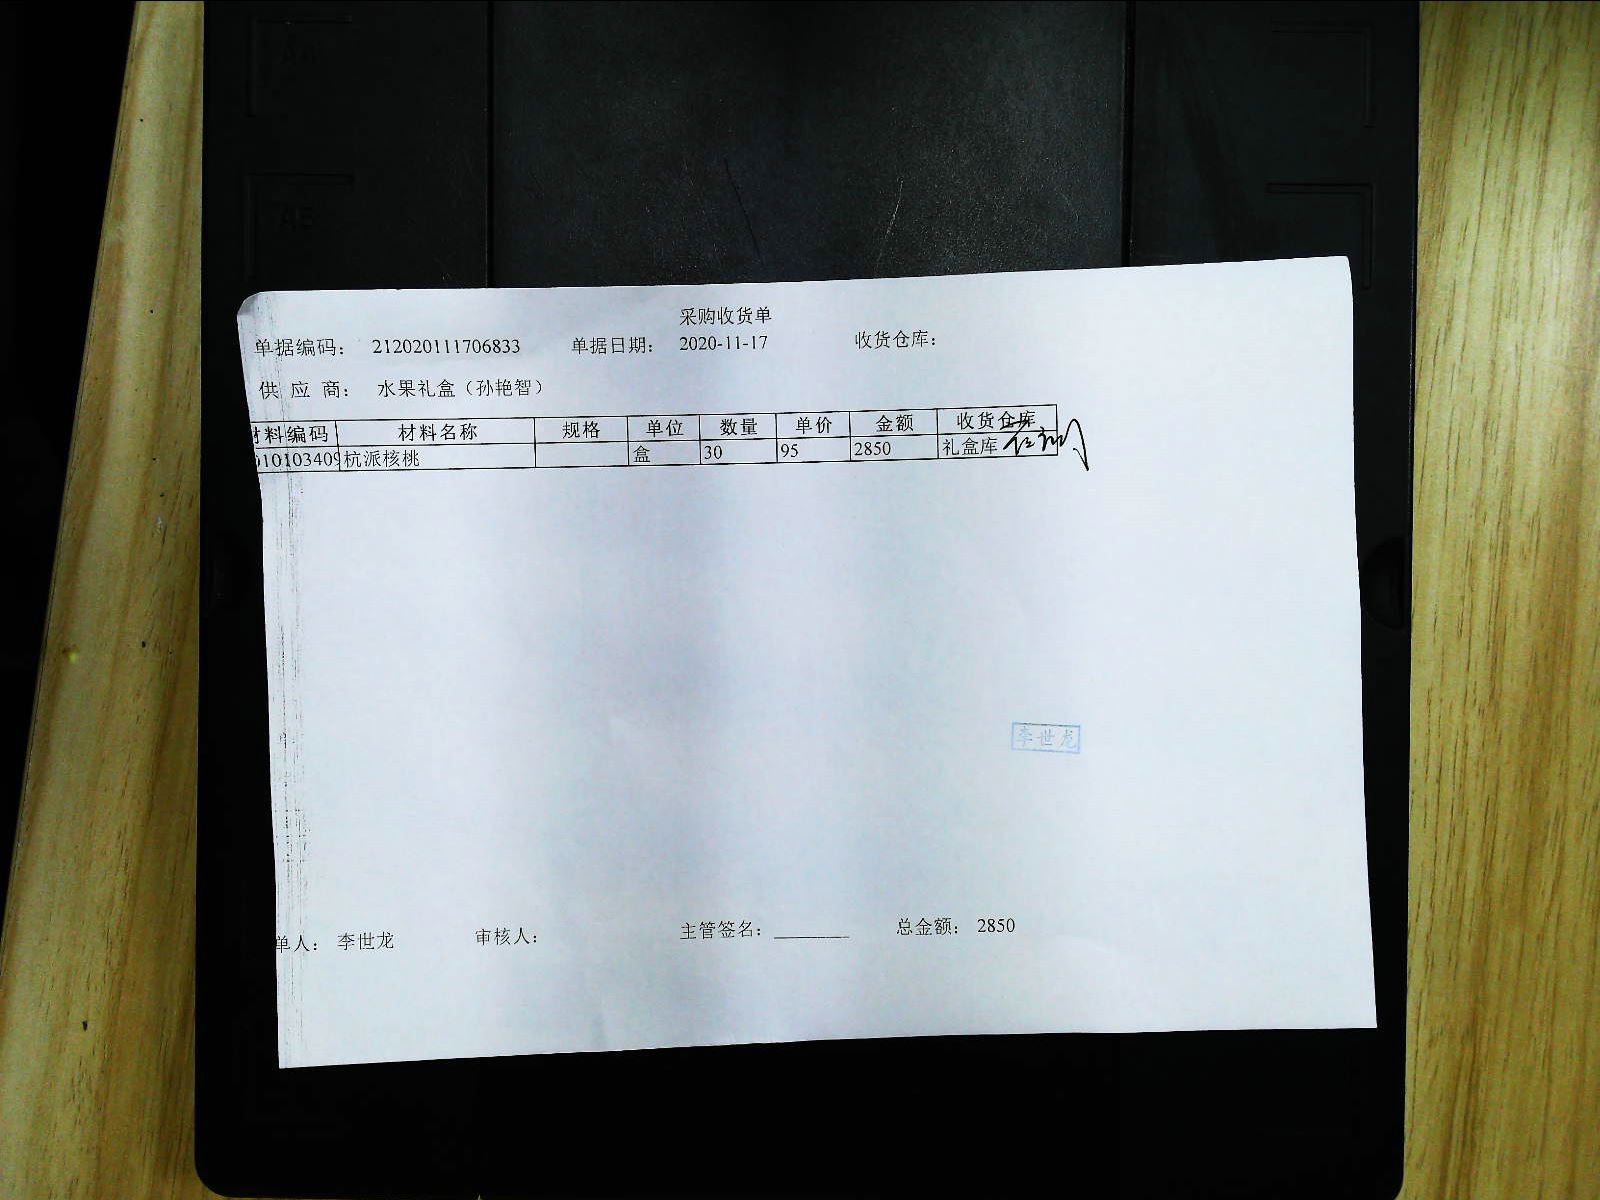 采购收货单
单据编码： 212020111706833 单据日期： 2020-11-17 收货仓库：
供 应 商： 水果礼盒（孙艳智）
材料编码 材料名称 规格 单位 数量 单价 金额 收货仓库
010103409 杭派核桃 盒 30 95 2850 礼盒库
李世龙
单人： 李世龙 审核人： 主管签名： ________ 总金额： 2850
A5